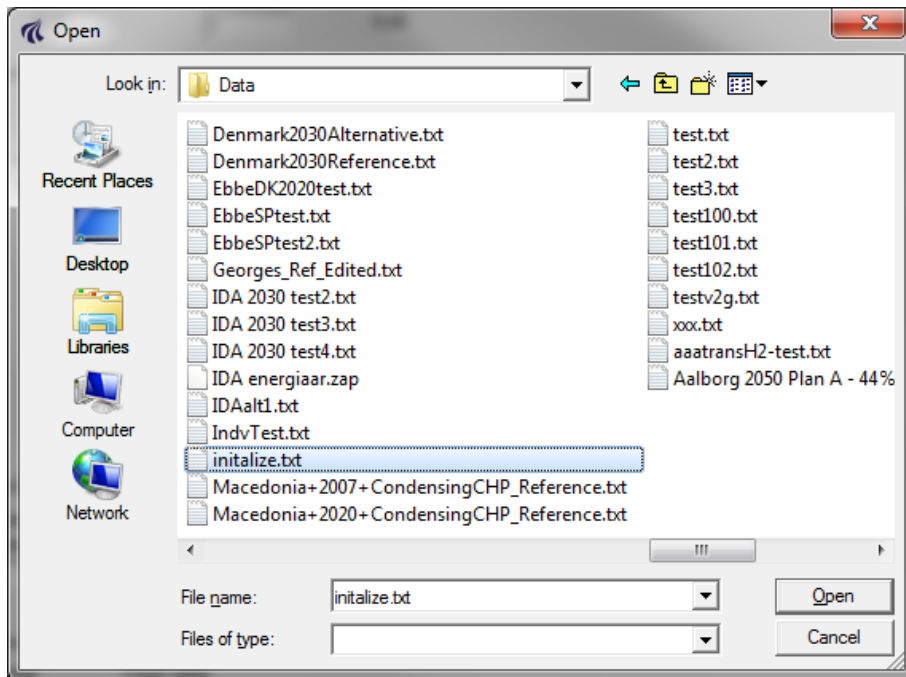 Open
Look in:
Data
Recent Places
Desktop
Libraries
Computer
Network
Denmark2030Alternative.txt
Denmark2030Reference.txt
EbbeDK2020test.txt
EbbeSPtest.txt
EbbeSPtest2.txt
Georges_Ref_Edited.txt
IDA 2030 test2.txt
IDA 2030 test3.txt
IDA 2030 test4.txt
IDA energiaar.zap
IDAalt1.txt
IndvTest.txt
initalize.txt
Macedonia+2007+CondensingCHP_Reference.txt
Macedonia+2020+CondensingCHP_Reference.txt
test.txt
test2.txt
test3.txt
test100.txt
test101.txt
test102.txt
testv2g.txt
xxx.txt
aaatransH2-test.txt
Aalborg 2050 Plan A - 44%
File name:
initalize.txt
Open
Files of type:
Cancel